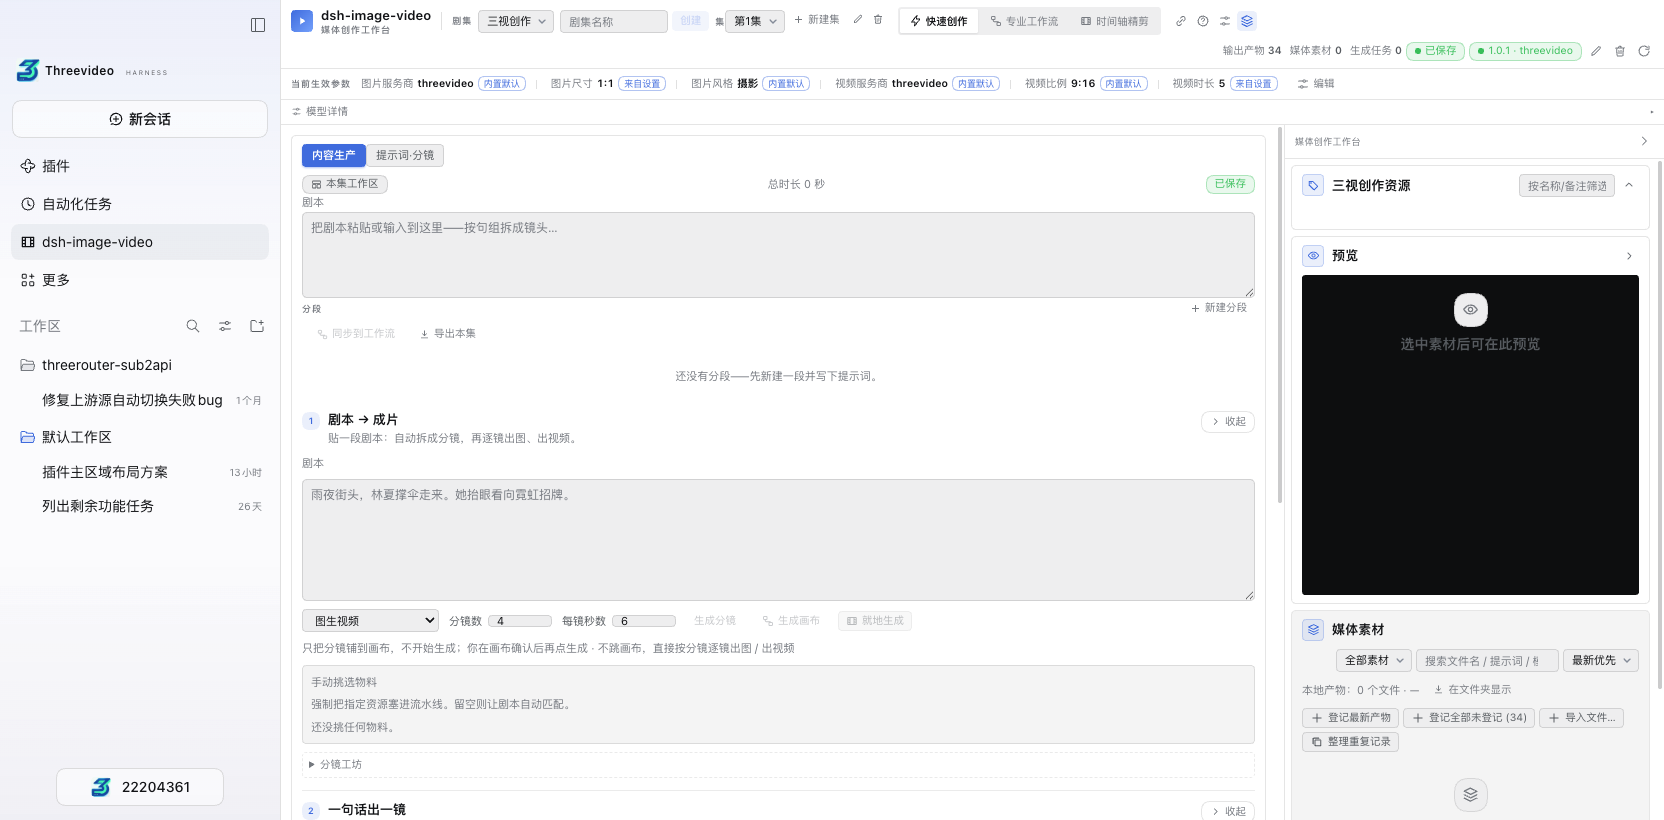 Threevideo HARNESS
新会话
插件
自动化任务
dsh-image-video
更多
工作区
threerouter-sub2api
修复上游源自动切换失败 bug 1个月
默认工作区
插件主区域布局方案 13小时
列出剩余功能任务 26天
22204361
dsh-image-video
媒体创作工作台
剧集 三视创作 剧集名称 创建 集 第1集 新建集
快速创作 专业工作流 时间轴精剪
输出产物 34 媒体素材 0 生成任务 0 已保存 1.0.1 · threevideo
当前生效参数 图片服务商 threevideo 内置默认 图片尺寸 1:1 来自设置 图片风格 摄影 内置默认 视频服务商 threevideo 内置默认 视频比例 9:16 内置默认 视频时长 5 来自设置 编辑
模型详情
内容生产 提示词·分镜
本集工作区 总时长 0 秒 已保存
剧本
把剧本粘贴或输入到这里——按句组拆成镜头...
分段 新建分段
同步到工作流 导出本集
还没有分段——先新建一段并写下提示词。
1 剧本 → 成片 收起
贴一段剧本：自动拆成分镜，再逐镜出图、出视频。
剧本
雨夜街头，林夏撑伞走来。她抬眼看向霓虹招牌。
图生视频 分镜数 4 每镜秒数 6 生成分镜 生成画布 就地生成
只把分镜铺到画布，不开始生成；你在画布确认后再点生成 · 不跳画布，直接按分镜逐镜出图 / 出视频
手动挑选物料
强制把指定资源塞进流水线。留空则让剧本自动匹配。
还没挑任何物料。
分镜工坊
2 一句话出一镜 收起
媒体创作工作台
三视创作资源 按名称/备注筛选
预览
选中素材后可在此预览
媒体素材
全部素材 搜索文件名 / 提示词 / 最新优先
本地产物：0 个文件 · — 在文件夹显示
登记最新产物 登记全部未登记 (34) 导入文件...
整理重复记录